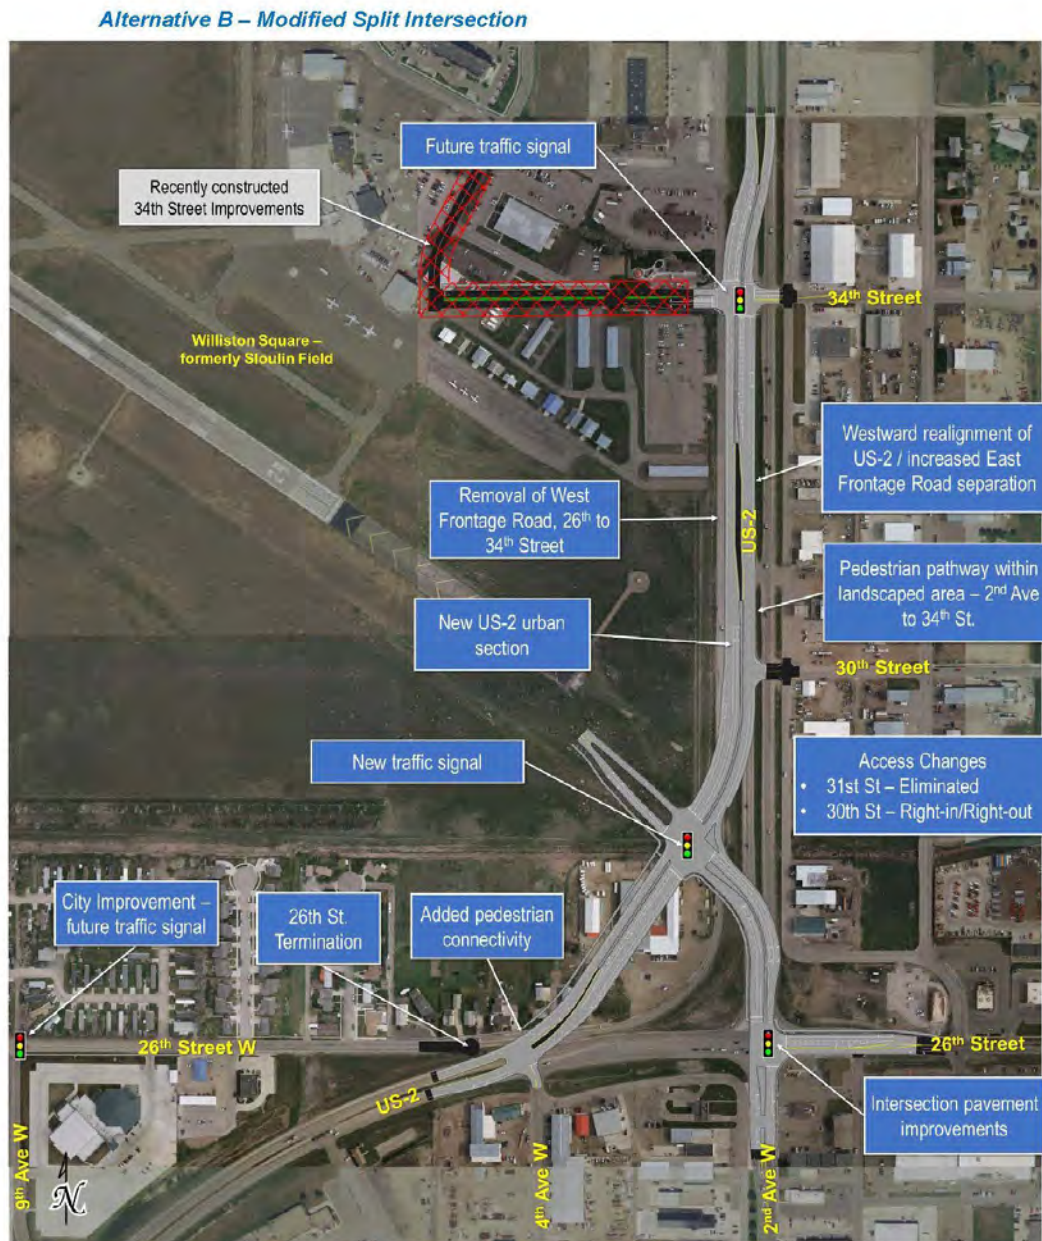 Alternative B – Modified Split Intersection
Future traffic signal
Recently constructed
34th Street Improvements
34th Street
Williston Square –
formerly Sloulin Field
Westward realignment of
US-2 / increased East
Frontage Road separation
Removal of West
Frontage Road, 26th to
34th Street
US-2
Pedestrian pathway within
landscaped area – 2nd Ave
to 34th St.
New US-2 urban
section
30th Street
New traffic signal
Access Changes
• 31st St – Eliminated
• 30th St – Right-in/Right-out
City Improvement –
future traffic signal
26th St.
Termination
Added pedestrian
connectivity
26th Street W
26th Street
US-2
Intersection pavement
improvements
9th Ave W
N
4th Ave W
2nd Ave W